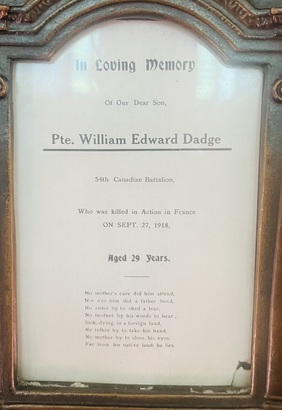 In Loving Memory
Of Our Dear Son,
Pte. William Edward Dadge
54th Canadian Battalion,
Who was killed in Action in France
ON SEPT. 27, 1918,
Aged 29 Years.
No mother's care did him attend,
Nor o'er him did a father bend,
No sister by to shed a tear,
No brother by his words to hear;
Sick, dying, in a foreign land,
No father by to take his hand,
No mother by to close his eyes,
Far from his native land he lies.